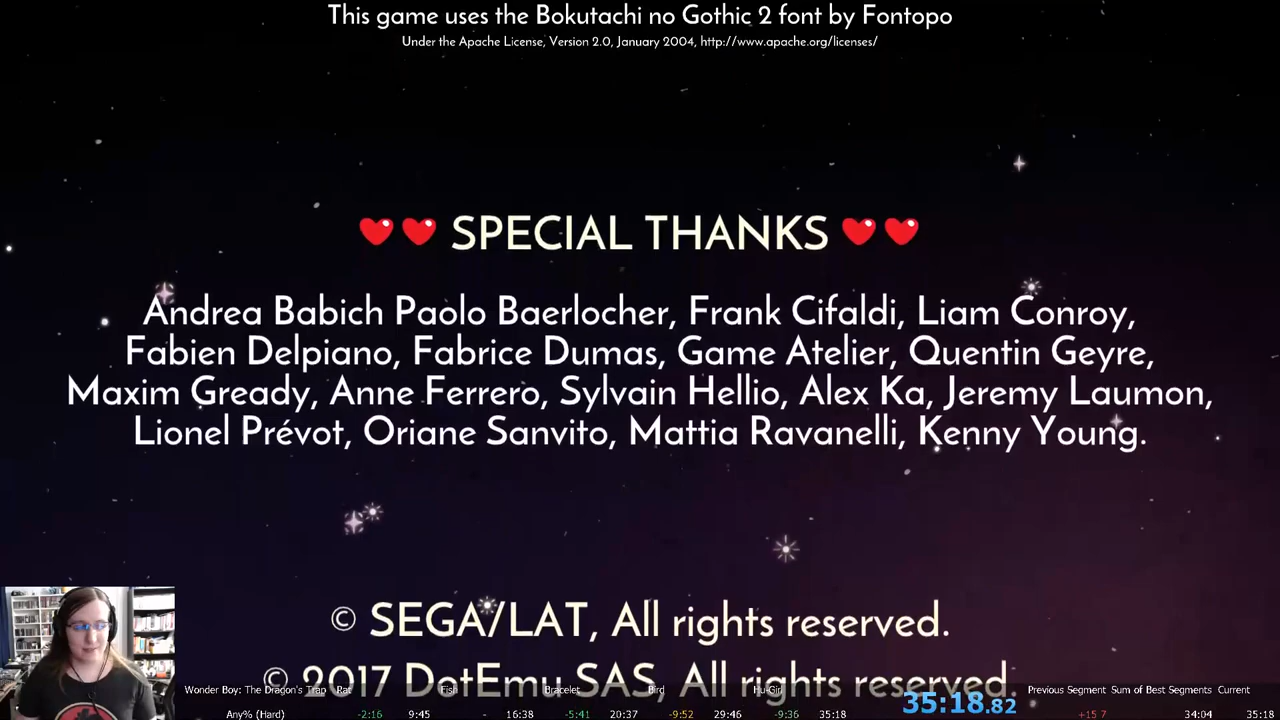 This game uses the Bokutachi no Gothic 2 font by Fontopo
Under the Apache License, Version 2.0, January 2004, http://www.apache.org/licenses/
SPECIAL THANKS
Andrea Babich Paolo Baerlocher, Frank Cifaldi, Liam Conroy,
Fabien Delpiano, Fabrice Dumas, Game Atelier, Quentin Geyre,
Maxim Gready, Anne Ferrero, Sylvain Hellio, Alex Ka, Jeremy Laumon,
Lionel Prévot, Oriane Sanvito, Mattia Ravanelli, Kenny Young.
© SEGA/LAT, All rights reserved.
© 2017 DotEmu SAS, All rights reserved.
Wonder Boy: The Dragon's Trap Rat Fish Bracelet Bird Hu-Girl 35:18.82 Previous Segment Sum of Best Segments Current
Any% (Hard) -2:16 9:45 - 16:38 -5:41 20:37 -9:52 29:46 -9:36 35:18 +15.7 34:04 35:18